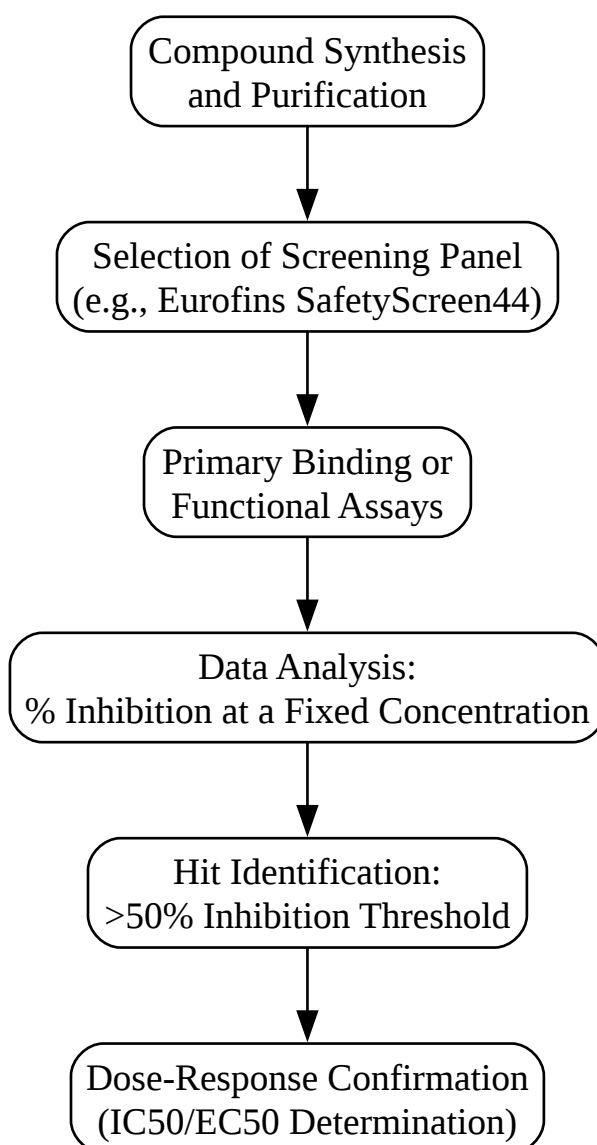 Compound Synthesis
and Purification
Selection of Screening Panel
(e.g., Eurofins SafetyScreen44)
Primary Binding or
Functional Assays
Data Analysis:
% Inhibition at a Fixed Concentration
Hit Identification:
>50% Inhibition Threshold
Dose-Response Confirmation
(IC50/EC50 Determination)